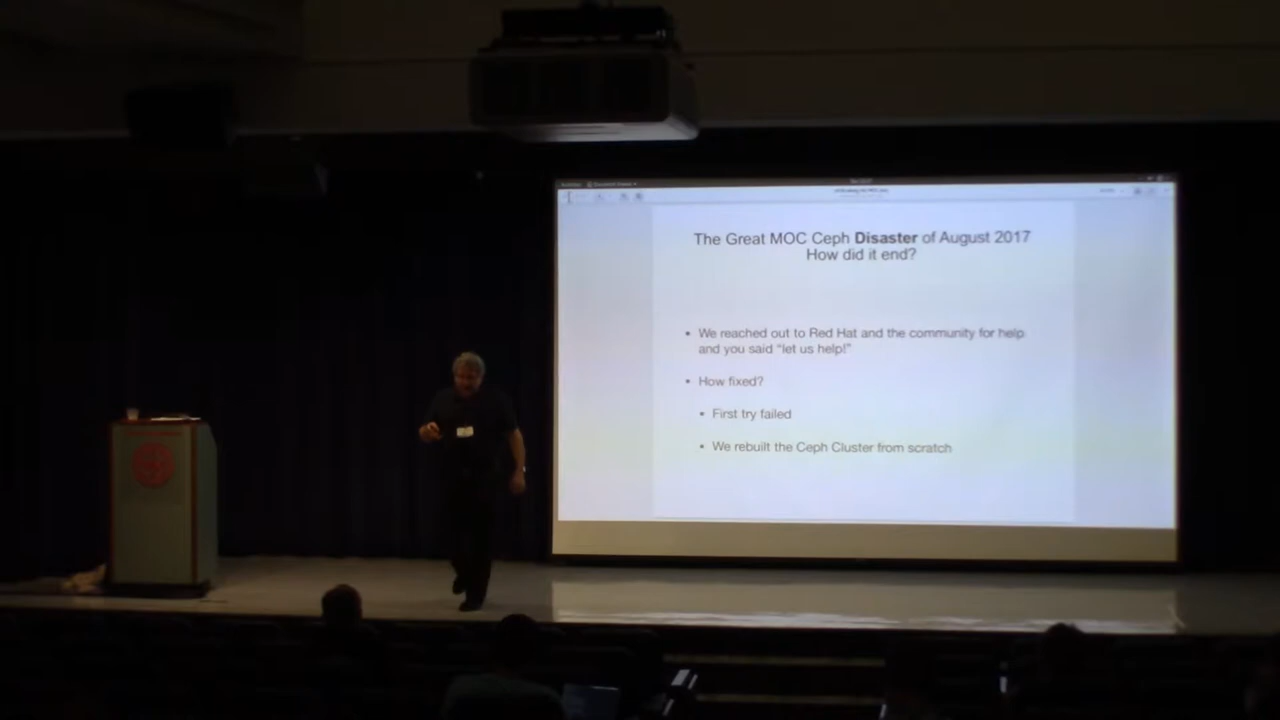 The Great MOC Ceph Disaster of August 2017
How did it end?
• We reached out to Red Hat and the community for help
and you said "let us help!"
• How fixed?
• First try failed
• We rebuilt the Ceph Cluster from scratch